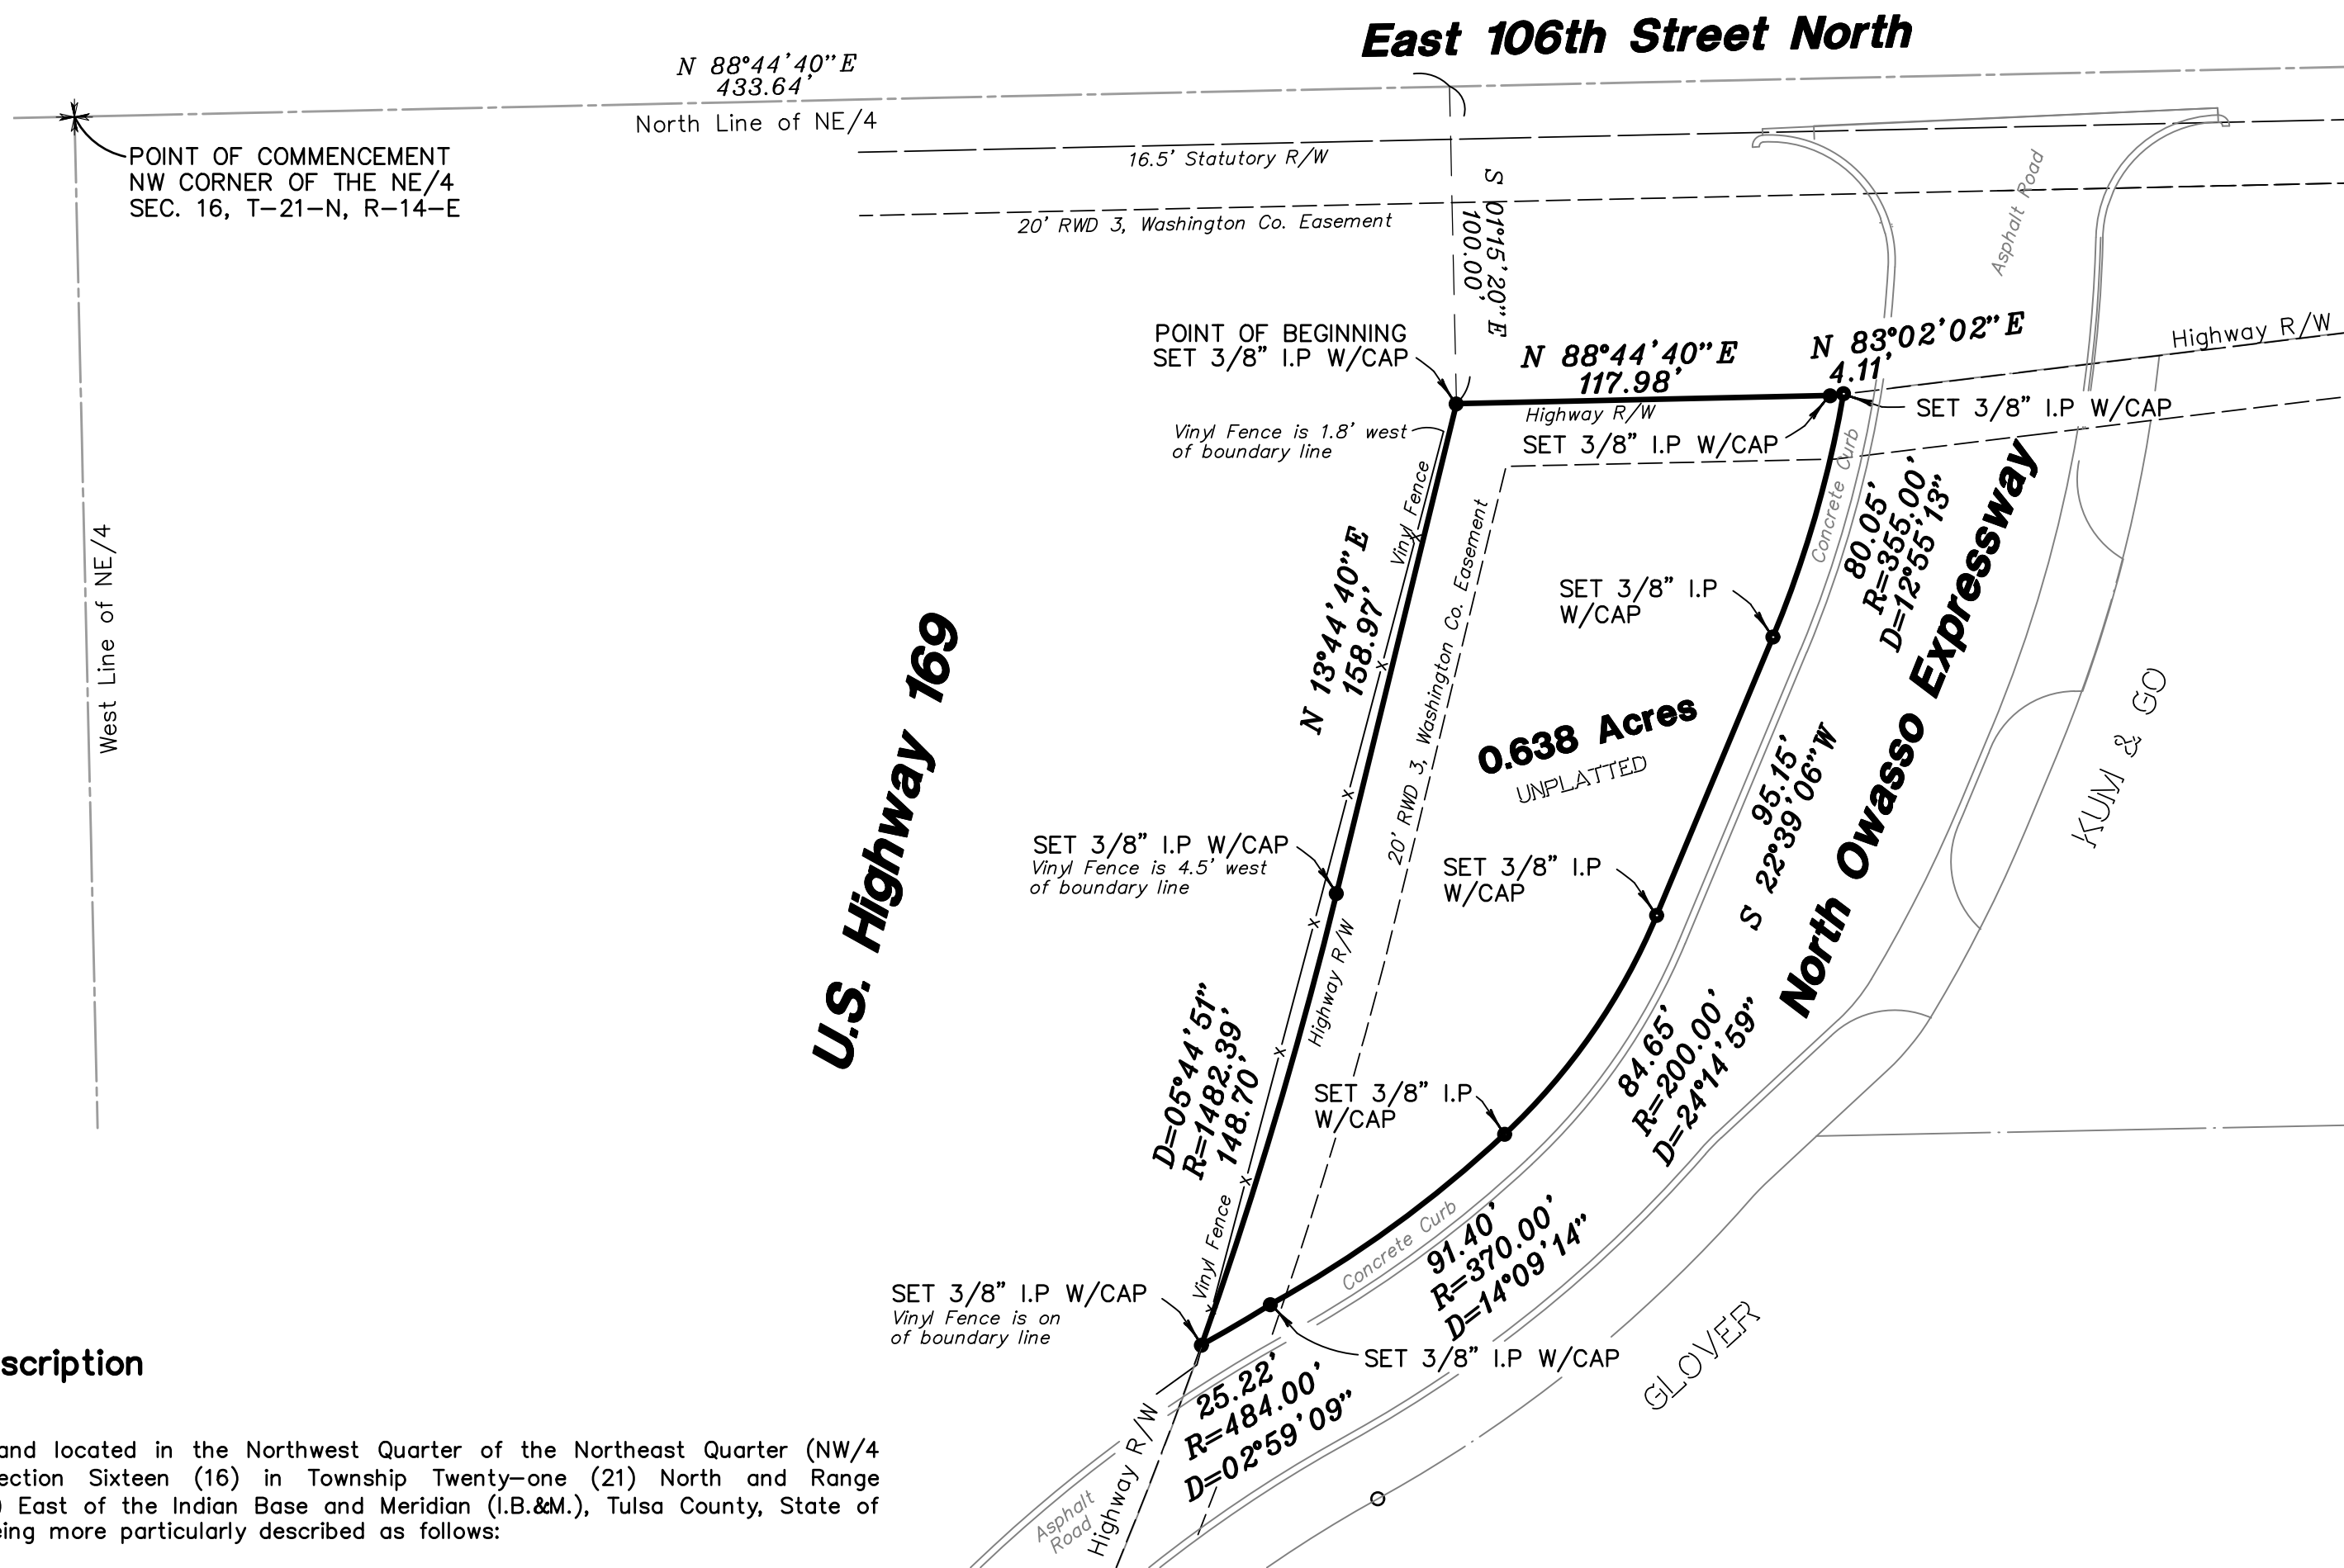 East 106th Street North
N 88°44'40"E
433.64'
North Line of NE/4
POINT OF COMMENCEMENT
NW CORNER OF THE NE/4
SEC. 16, T-21-N, R-14-E
16.5' Statutory R/W
20' RWD 3, Washington Co. Easement
S 01°15'20"E
100.00'
Asphalt Road
POINT OF BEGINNING
SET 3/8" I.P W/CAP
N 88°44'40"E
117.98'
N 83°02'02"E
4.11'
Highway R/W
Highway R/W
SET 3/8" I.P W/CAP
SET 3/8" I.P W/CAP
Vinyl Fence is 1.8' west
of boundary line
Vinyl Fence
Concrete Curb
80.05'
R=355.00'
D=12°55'13"
West Line of NE/4
U.S. Highway 169
N 13°44'40"E
158.97'
20' RWD 3, Washington Co. Easement
SET 3/8" I.P
W/CAP
0.638 Acres
UNPLATTED
North Owasso Expressway
KUM & GO
95.15'
S 22°39'06"W
SET 3/8" I.P W/CAP
Vinyl Fence is 4.5' west
of boundary line
SET 3/8" I.P
W/CAP
Highway R/W
D=05°44'51"
R=1482.39'
148.70'
84.65'
R=200.00'
D=24°14'59"
SET 3/8" I.P
W/CAP
Vinyl Fence
Concrete Curb
91.40'
R=370.00'
D=14°09'14"
SET 3/8" I.P W/CAP
Vinyl Fence is on
of boundary line
SET 3/8" I.P W/CAP
GLOVER
25.22'
R=484.00'
D=02°59'09"
Highway R/W
Asphalt
Road
scription
and located in the Northwest Quarter of the Northeast Quarter (NW/4
ection Sixteen (16) in Township Twenty-one (21) North and Range
) East of the Indian Base and Meridian (I.B.&M.), Tulsa County, State of
eing more particularly described as follows: